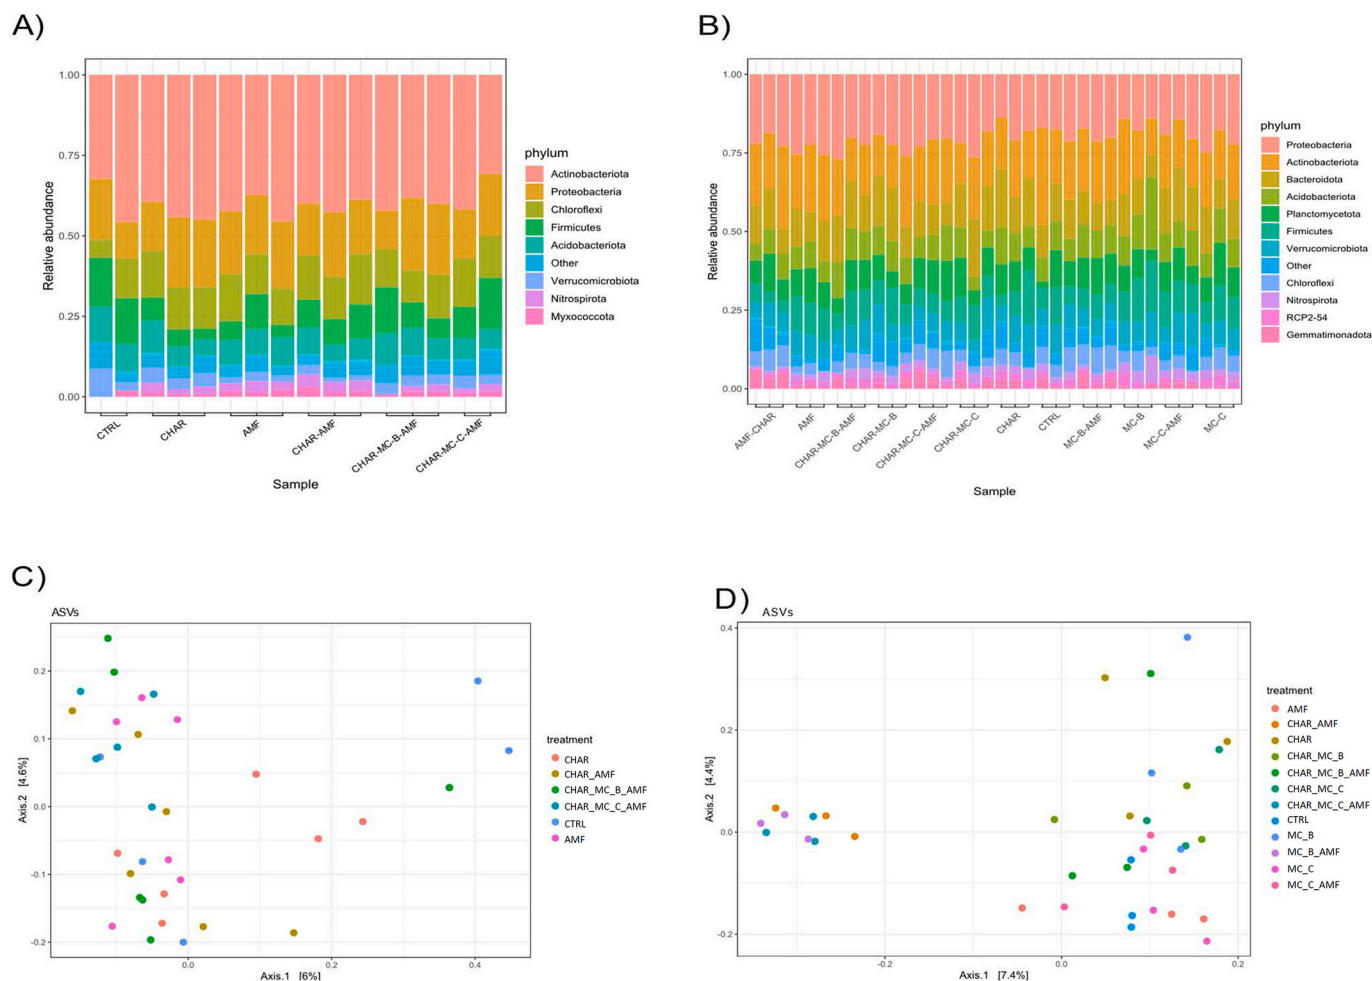 A)
1.00
0.75
0.50
0.25
0.00
Relative abundance
CTRL
CHAR
AMF
CHAR-AMF
CHAR-MC-B-AMF
CHAR-MC-C-AMF
Sample
phylum
Actinobacteriota
Proteobacteria
Chloroflexi
Firmicutes
Acidobacteriota
Other
Verrucomicrobiota
Nitrospirota
Myxococcota
B)
1.00
0.75
0.50
0.25
0.00
Relative abundance
AMF-CHAR
AMF
CHAR-MC-B-AMF
CHAR-MC-B
CHAR-MC-C-AMF
CHAR-MC-C
CHAR
CTRL
MC-B-AMF
MC-B
MC-C-AMF
MC-C
Sample
phylum
Proteobacteria
Actinobacteriota
Bacteroidota
Acidobacteriota
Planctomycetota
Firmicutes
Verrucomicrobiota
Other
Chloroflexi
Nitrospirota
RCP2-54
Gemmatimonadota
C)
ASVs
0.2
0.1
0.0
-0.1
-0.2
Axis.2 [4.6%]
0.0
0.2
0.4
Axis.1 [6%]
treatment
CHAR
CHAR_AMF
CHAR_MC_B_AMF
CHAR_MC_C_AMF
CTRL
AMF
D)
ASVs
0.4
0.2
0.0
-0.2
Axis.2 [4.4%]
-0.2
0.0
0.2
Axis.1 [7.4%]
treatment
AMF
CHAR_AMF
CHAR
CHAR_MC_B
CHAR_MC_B_AMF
CHAR_MC_C
CHAR_MC_C_AMF
CTRL
MC_B
MC_B_AMF
MC_C
MC_C_AMF